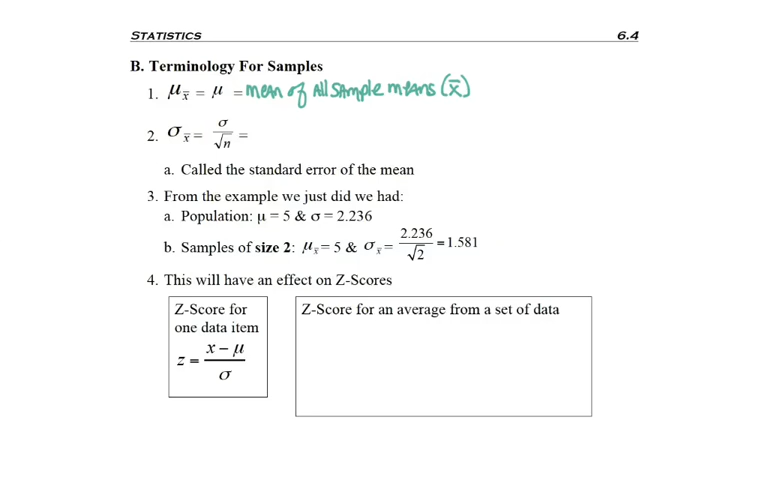 STATISTICS 6.4
B. Terminology For Samples
1. μx̄ = μ = mean of All Sample means (x̄)
2. σx̄ = σ/√n =
a. Called the standard error of the mean
3. From the example we just did we had:
a. Population: μ = 5 & σ = 2.236
b. Samples of size 2: μx̄ = 5 & σx̄ = 2.236/√2 = 1.581
4. This will have an effect on Z-Scores
Z-Score for
one data item
z = x − μ/σ
Z-Score for an average from a set of data